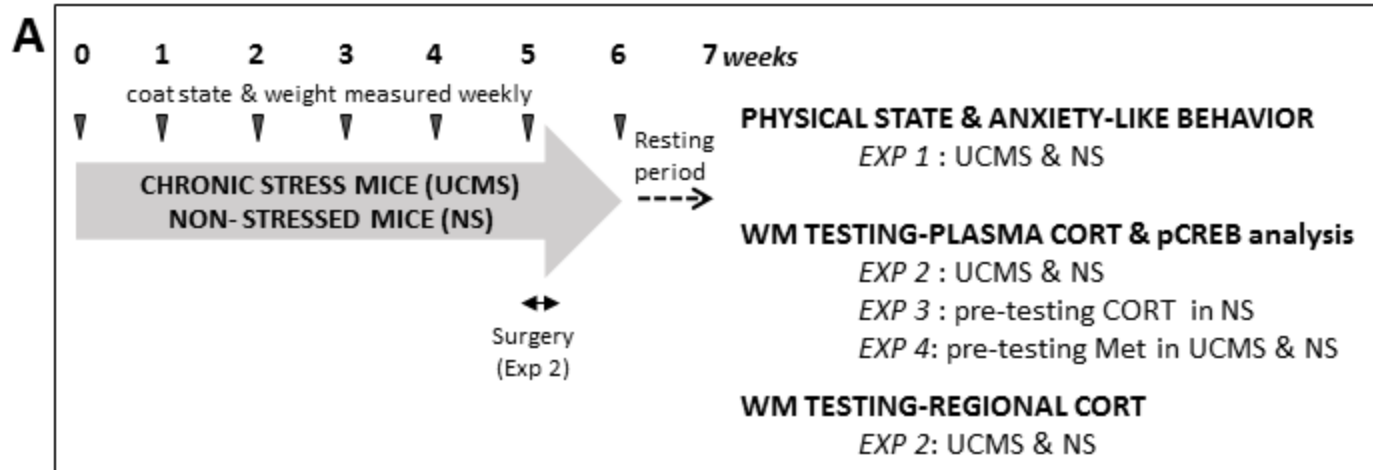 A
0 1 2 3 4 5 6 7 weeks
coat state & weight measured weekly
CHRONIC STRESS MICE (UCMS)
NON- STRESSED MICE (NS)
Resting
period
Surgery
(Exp 2)
PHYSICAL STATE & ANXIETY-LIKE BEHAVIOR
EXP 1 : UCMS & NS
WM TESTING-PLASMA CORT & pCREB analysis
EXP 2 : UCMS & NS
EXP 3 : pre-testing CORT in NS
EXP 4: pre-testing Met in UCMS & NS
WM TESTING-REGIONAL CORT
EXP 2: UCMS & NS